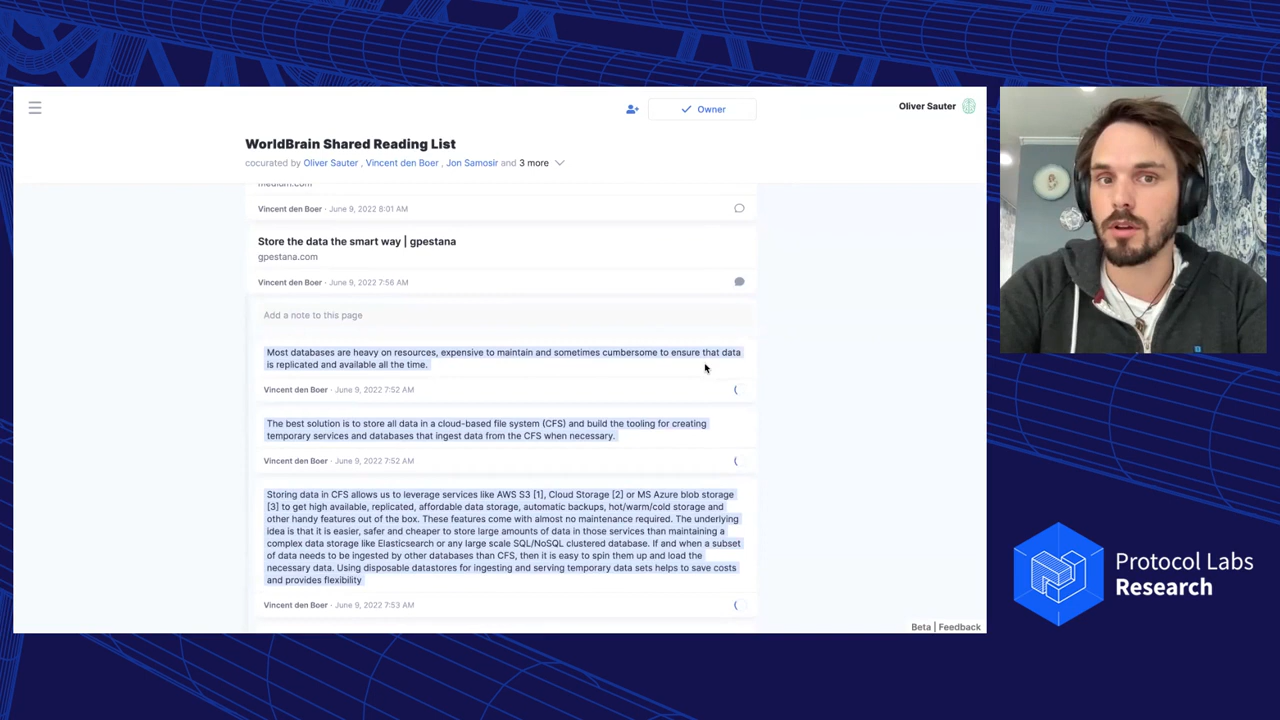 Owner
Oliver Sauter
WorldBrain Shared Reading List
cocurated by Oliver Sauter , Vincent den Boer , Jon Samosir and 3 more
medium.com
Vincent den Boer · June 9, 2022 8:01 AM
Store the data the smart way | gpestana
gpestana.com
Vincent den Boer · June 9, 2022 7:56 AM
Add a note to this page
Most databases are heavy on resources, expensive to maintain and sometimes cumbersome to ensure that data
is replicated and available all the time.
Vincent den Boer · June 9, 2022 7:52 AM
The best solution is to store all data in a cloud-based file system (CFS) and build the tooling for creating
temporary services and databases that ingest data from the CFS when necessary.
Vincent den Boer · June 9, 2022 7:52 AM
Storing data in CFS allows us to leverage services like AWS S3 [1], Cloud Storage [2] or MS Azure blob storage
[3] to get high available, replicated, affordable data storage, automatic backups, hot/warm/cold storage and
other handy features out of the box. These features come with almost no maintenance required. The underlying
idea is that it is easier, safer and cheaper to store large amounts of data in those services than maintaining a
complex data storage like Elasticsearch or any large scale SQL/NoSQL clustered database. If and when a subset
of data needs to be ingested by other databases than CFS, then it is easy to spin them up and load the
necessary data. Using disposable datastores for ingesting and serving temporary data sets helps to save costs
and provides flexibility
Vincent den Boer · June 9, 2022 7:53 AM
Beta | Feedback
Protocol Labs
Research